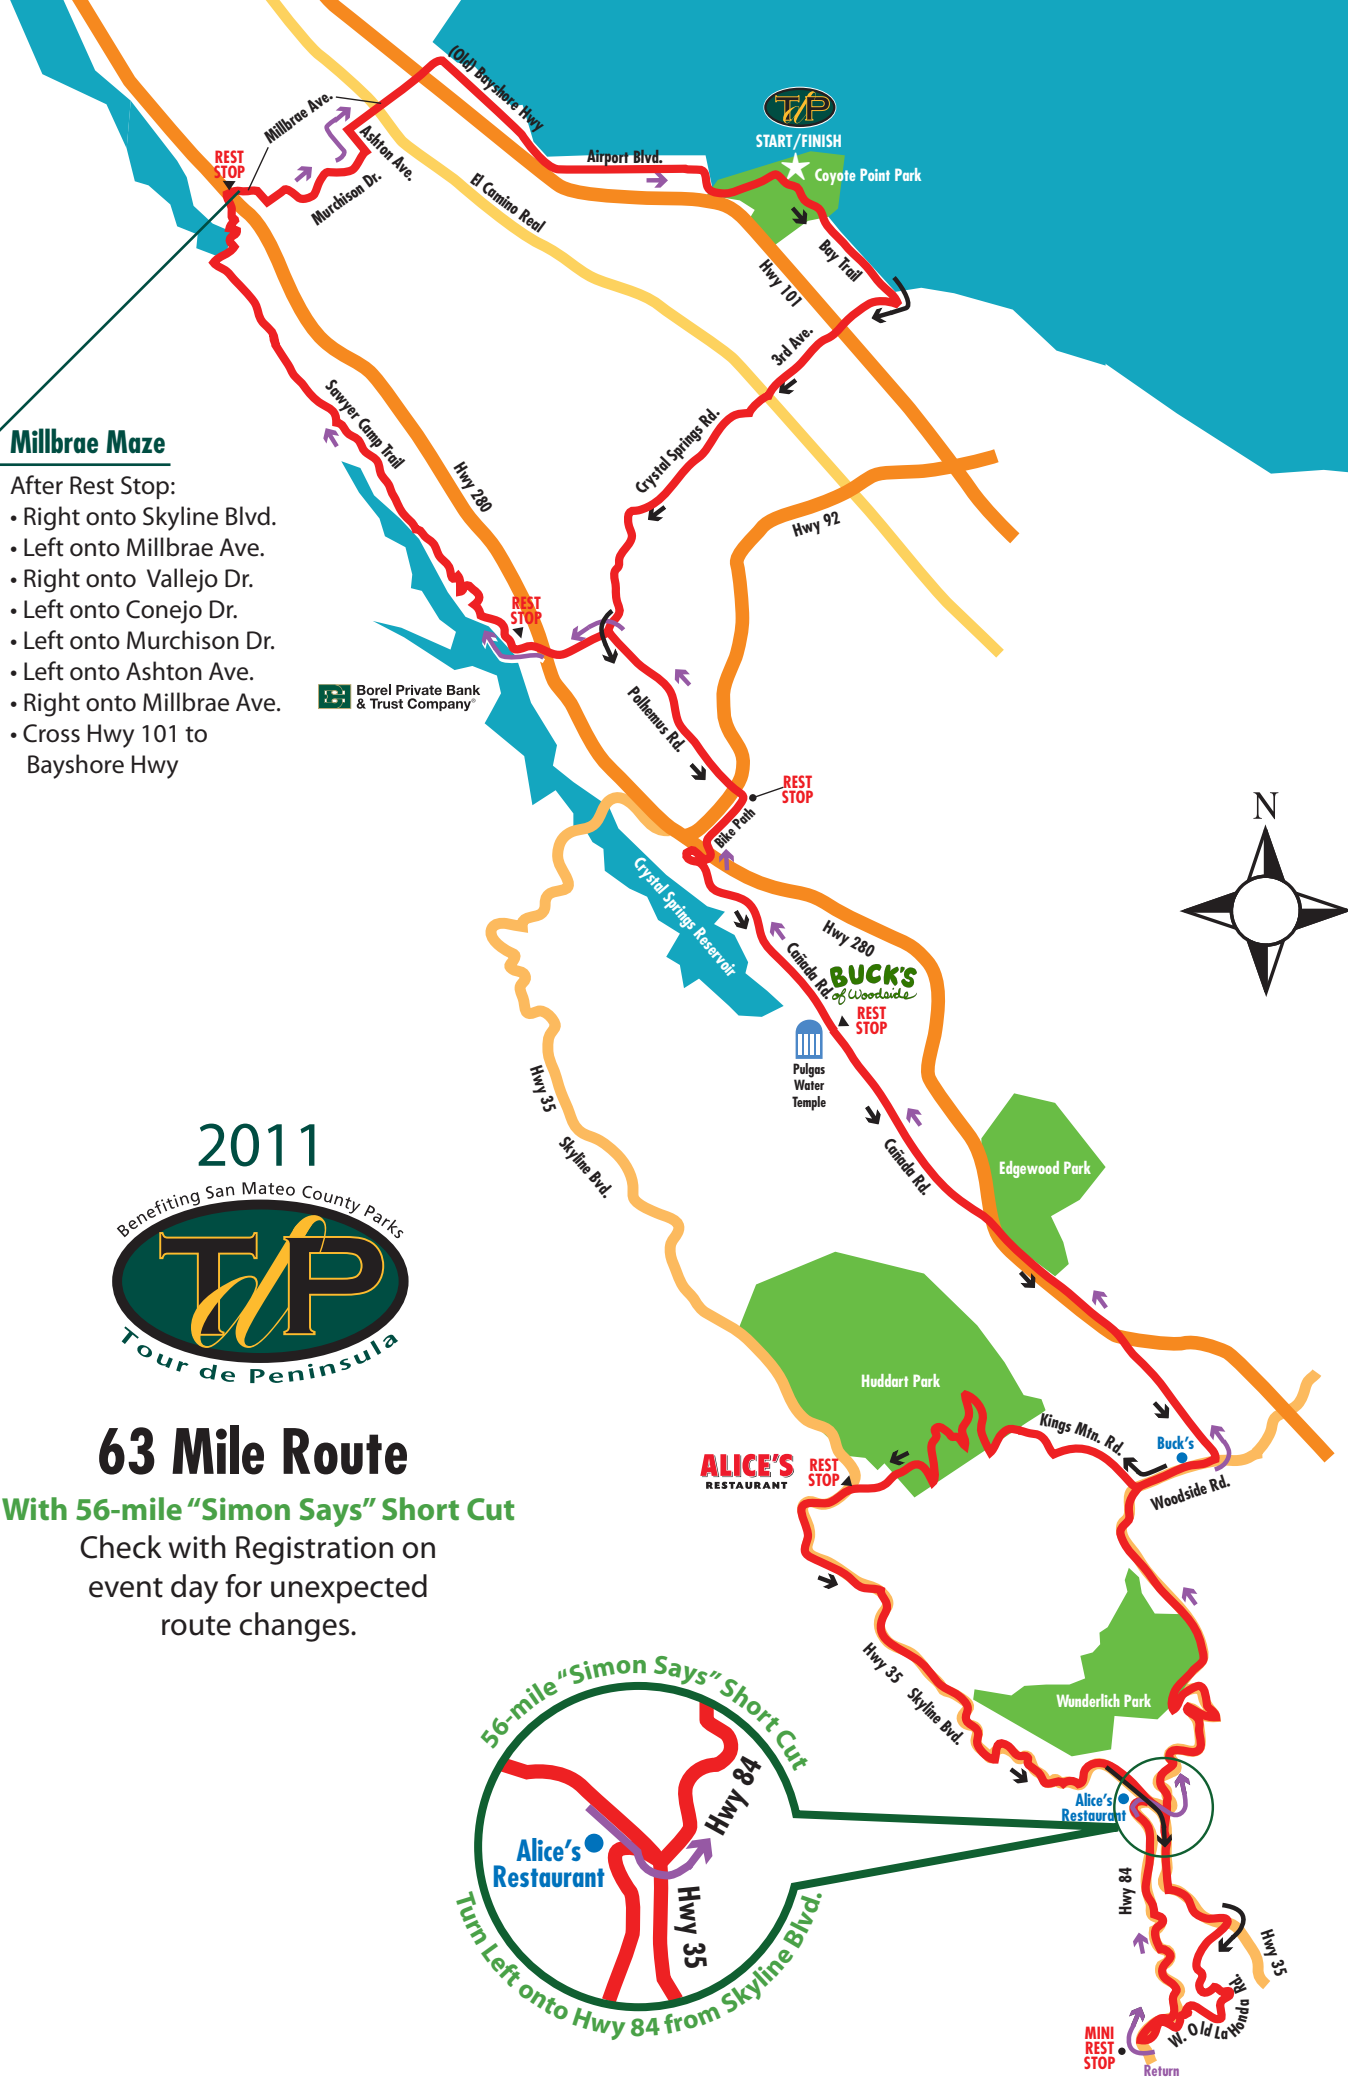 (Old) Bayshore Hwy
Millbrae Ave.
TdP
START/FINISH
Coyote Point Park
Airport Blvd.
Ashton Ave.
REST
STOP
Murchison Dr.
El Camino Real
Bay Trail
Hwy 101
3rd Ave.
Sawyer Camp Trail
Crystal Springs Rd.
Millbrae Maze
After Rest Stop:
• Right onto Skyline Blvd.
• Left onto Millbrae Ave.
• Right onto Vallejo Dr.
• Left onto Conejo Dr.
• Left onto Murchison Dr.
• Left onto Ashton Ave.
• Right onto Millbrae Ave.
• Cross Hwy 101 to
Bayshore Hwy
Hwy 280
Hwy 92
REST
STOP
Borel Private Bank
& Trust Company®
Polhemus Rd.
REST
STOP
Bike Path
N
Crystal Springs Reservoir
Hwy 280
Cañada Rd.
BUCK'S
of Woodside
REST
STOP
Pulgas
Water
Temple
Hwy 35
Skyline Bvd.
Cañada Rd.
Edgewood Park
2011
Benefiting San Mateo County Parks
TdP
Tour de Peninsula
63 Mile Route
With 56-mile “Simon Says” Short Cut
Check with Registration on
event day for unexpected
route changes.
Huddart Park
Kings Mtn. Rd.
Buck's
Woodside Rd.
ALICE'S
RESTAURANT
REST
STOP
Hwy 35
Skyline Bvd.
Wunderlich Park
56-mile “Simon Says” Short Cut
Hwy 84
Alice's
Restaurant
Hwy 35
Turn Left onto Hwy 84 from Skyline Blvd.
Alice's
Restaurant
Hwy 84
Hwy 35
W. Old La Honda Rd.
MINI
REST
STOP
Return